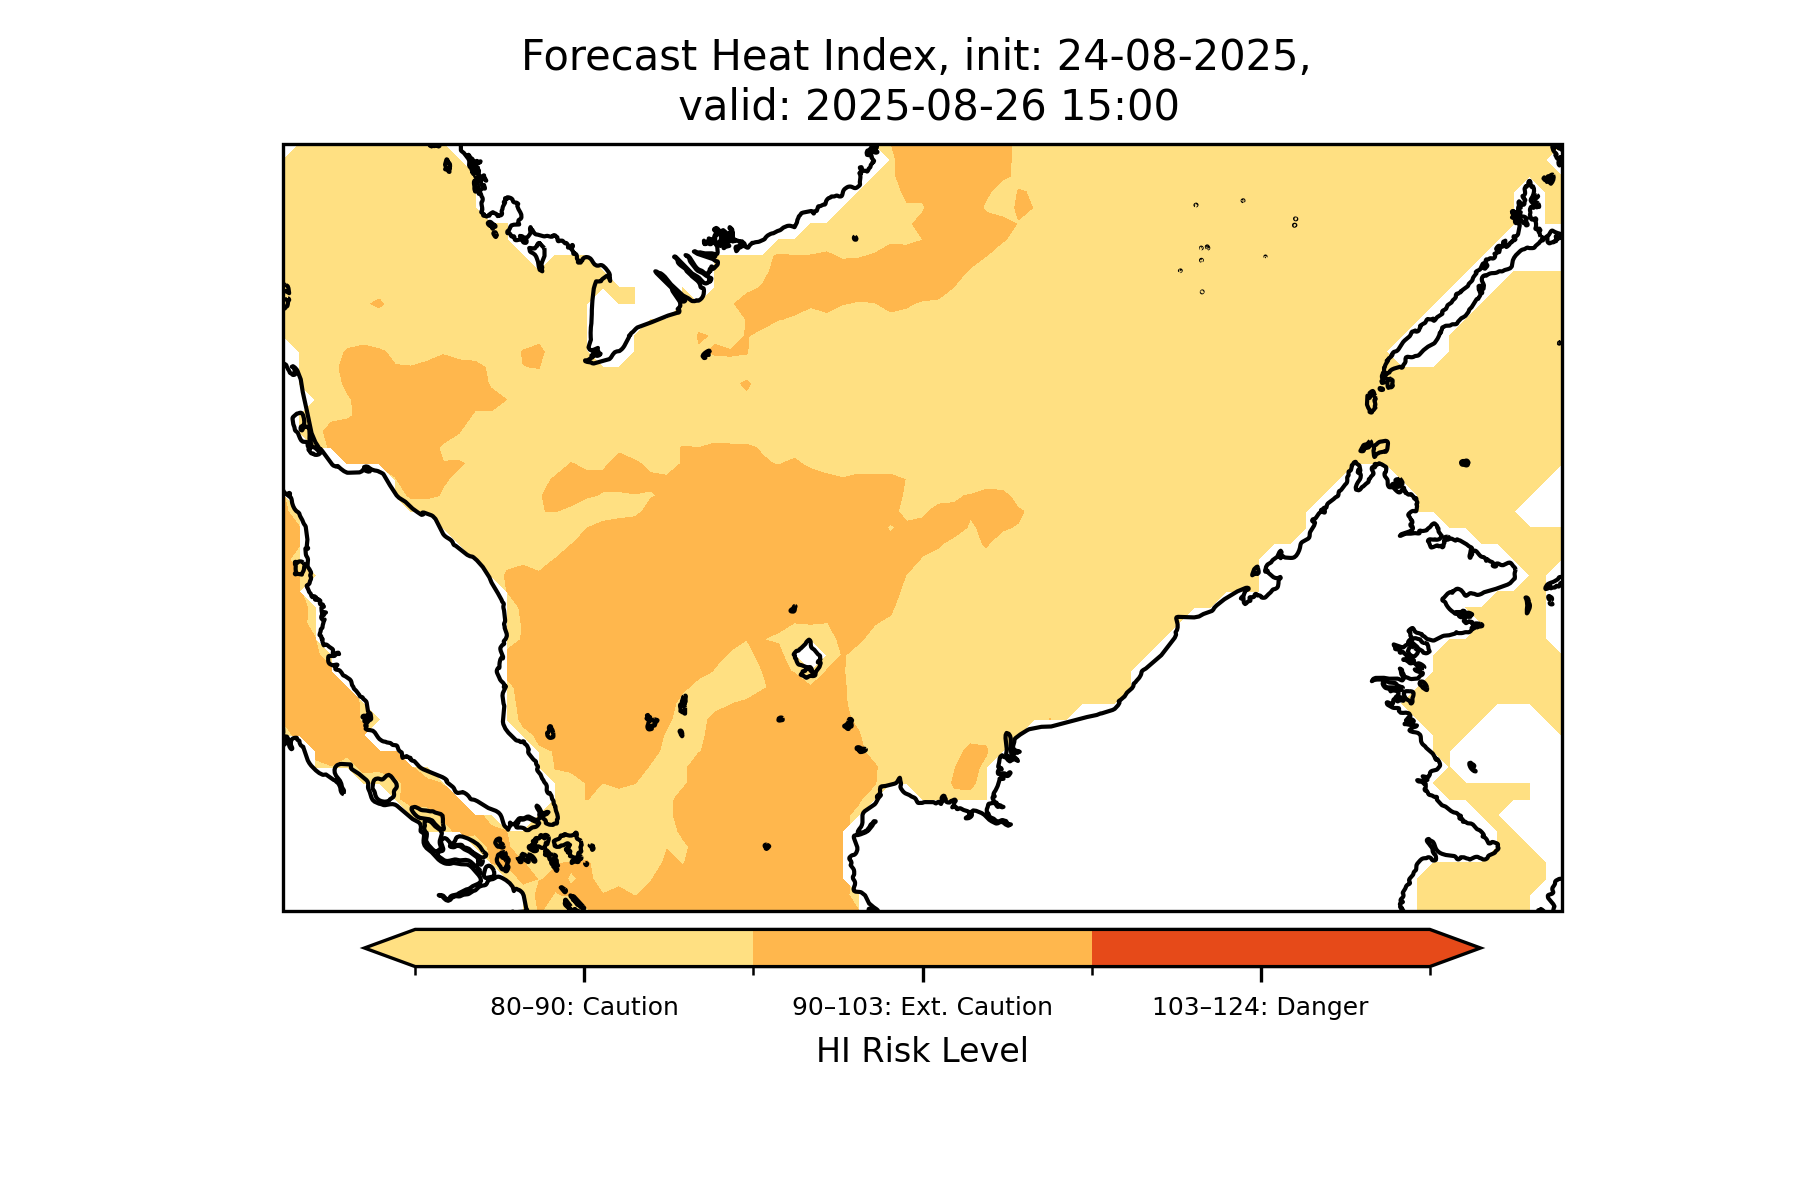 Forecast Heat Index, init: 24-08-2025,
valid: 2025-08-26 15:00
80–90: Caution
90–103: Ext. Caution
103–124: Danger
HI Risk Level